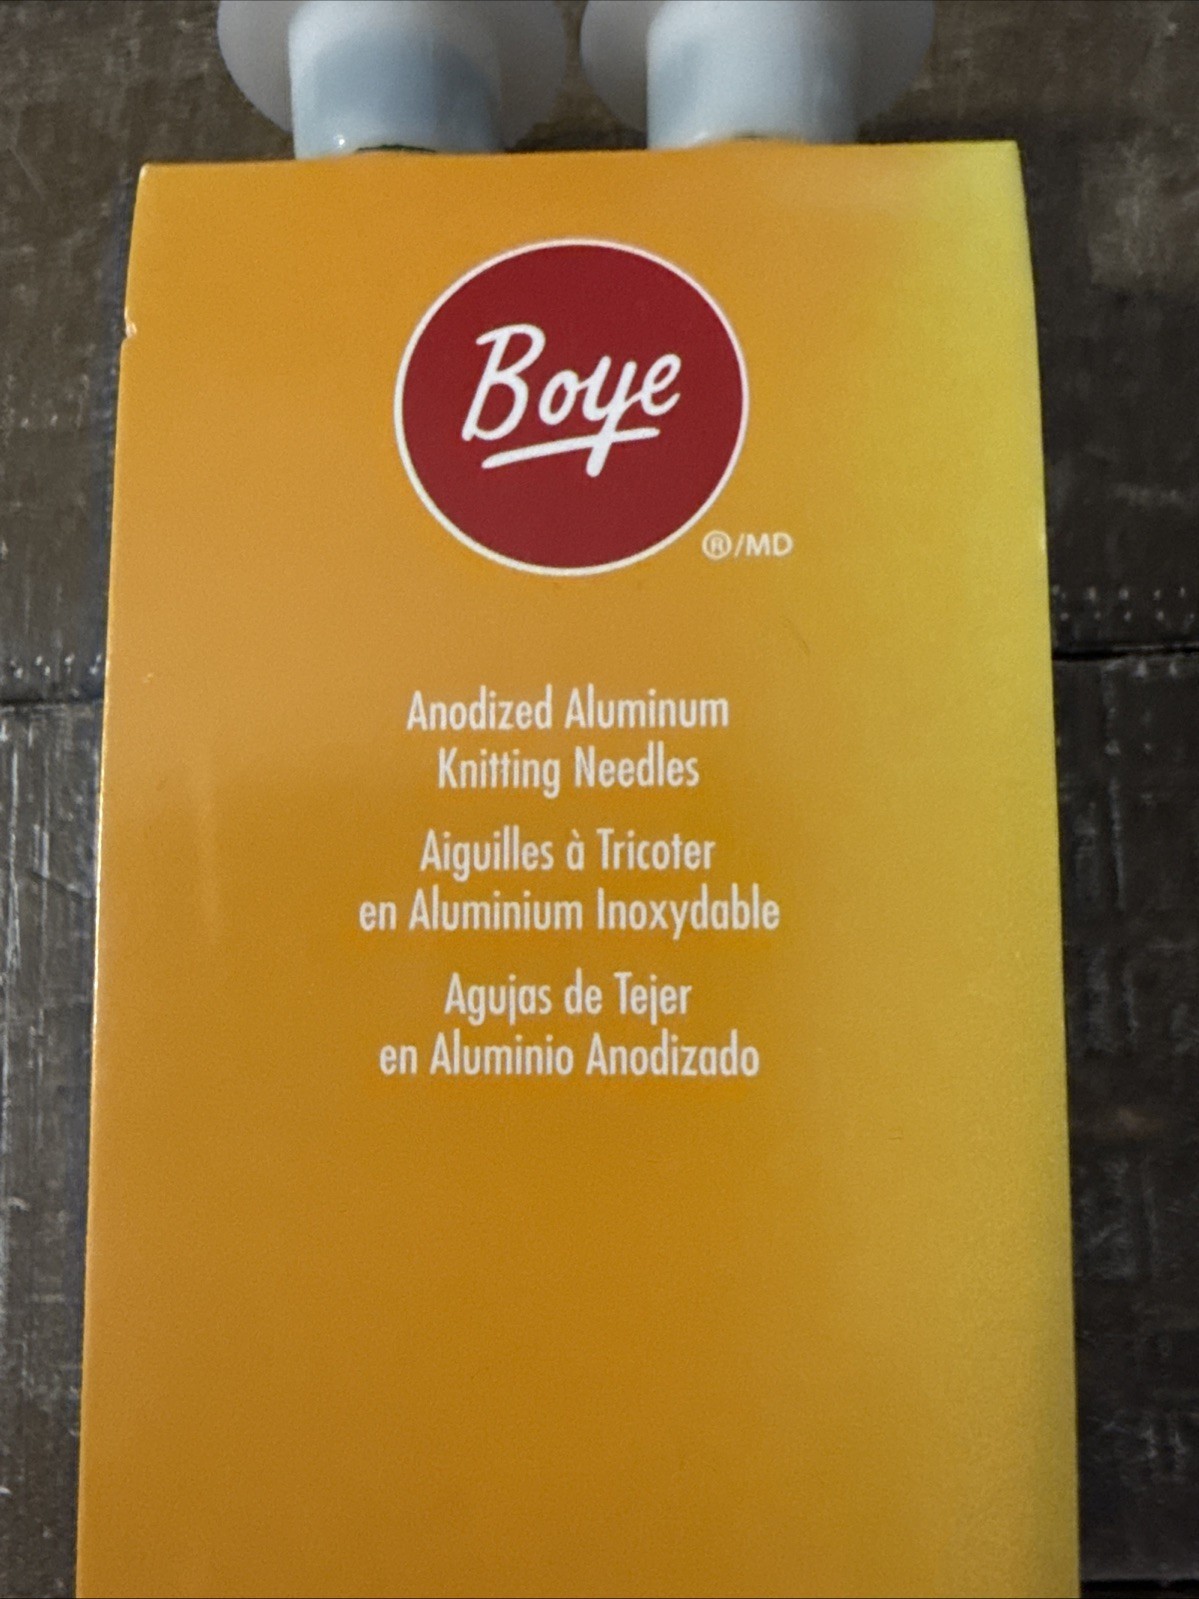 Boye
®/MD
Anodized Aluminum
Knitting Needles
Aiguilles à Tricoter
en Aluminium Inoxydable
Agujas de Tejer
en Aluminio Anodizado